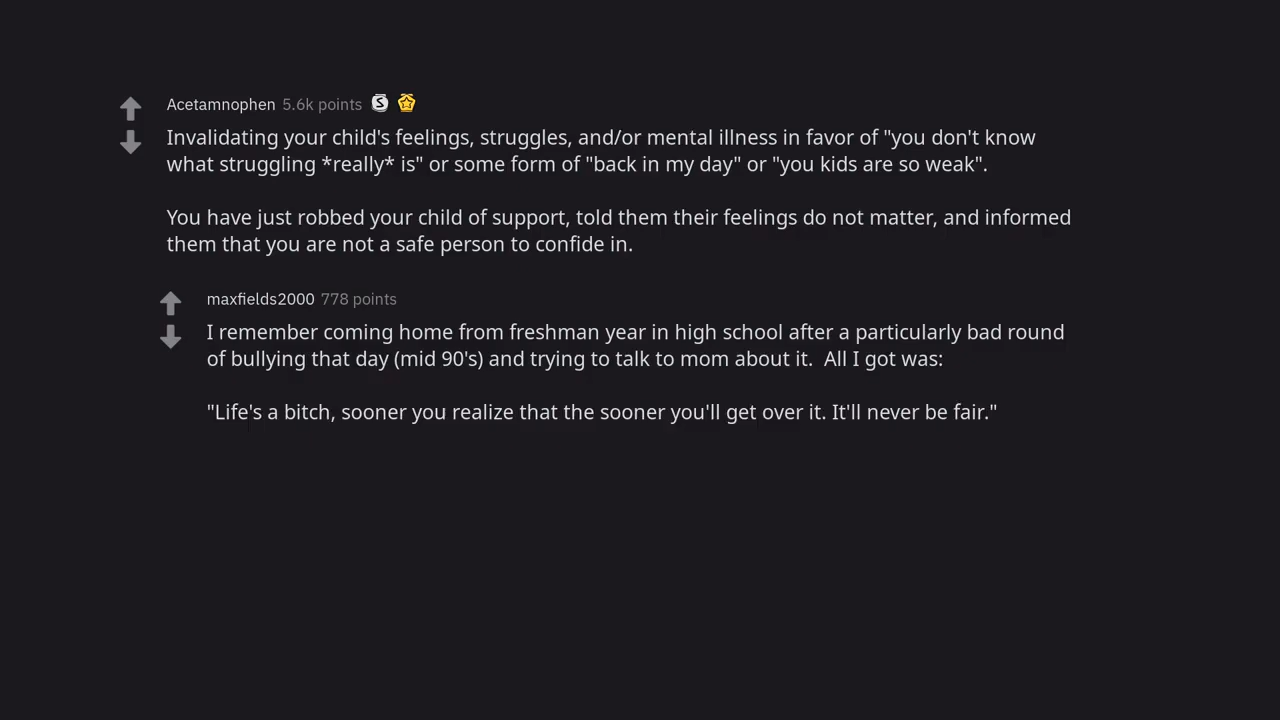 Acetamnophen 5.6k points
Invalidating your child's feelings, struggles, and/or mental illness in favor of "you don't know
what struggling *really* is" or some form of "back in my day" or "you kids are so weak".
You have just robbed your child of support, told them their feelings do not matter, and informed
them that you are not a safe person to confide in.
maxfields2000 778 points
I remember coming home from freshman year in high school after a particularly bad round
of bullying that day (mid 90's) and trying to talk to mom about it.  All I got was:
"Life's a bitch, sooner you realize that the sooner you'll get over it. It'll never be fair."